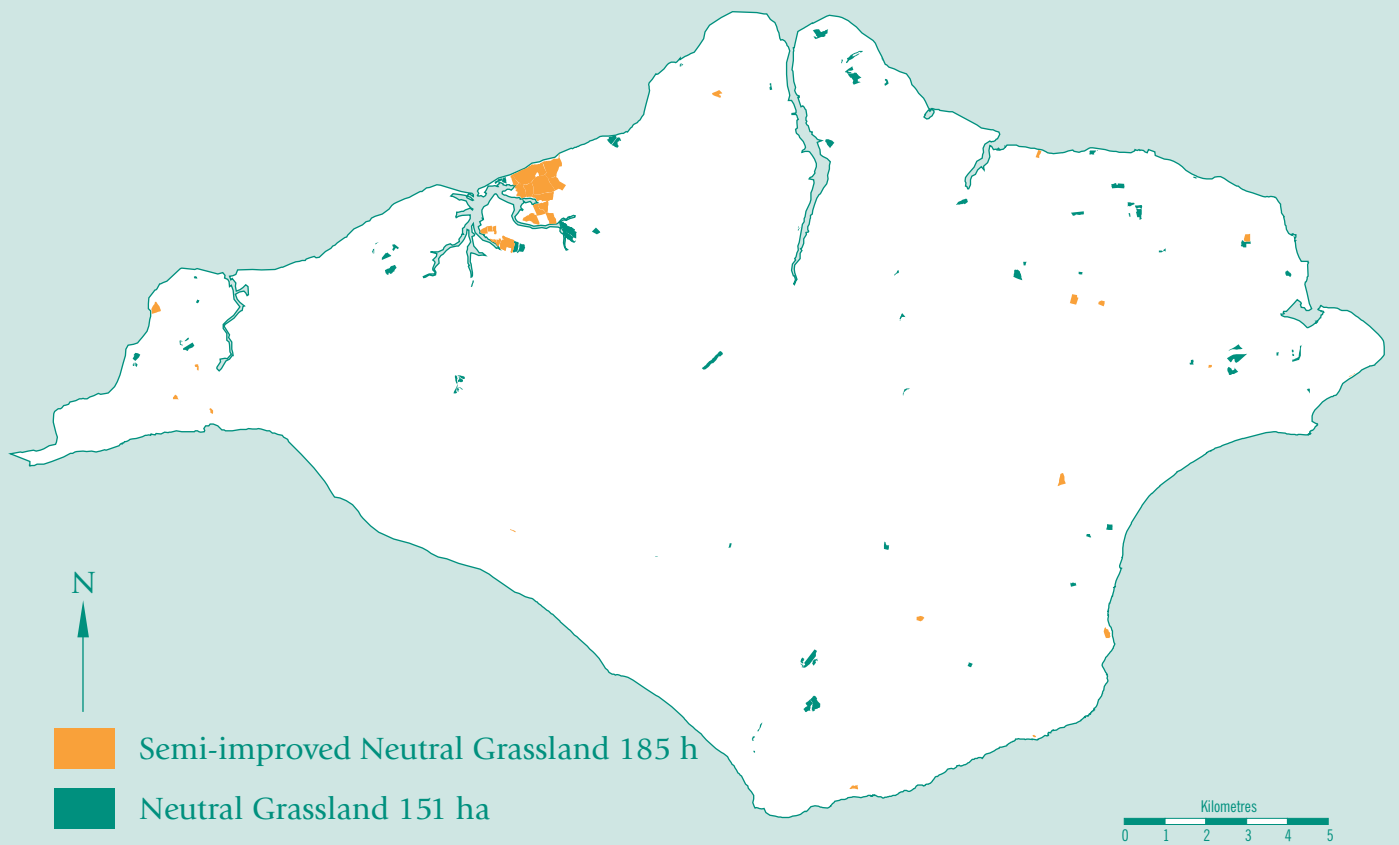 N
Semi-improved Neutral Grassland 185 h
Neutral Grassland 151 ha
Kilometres
0 1 2 3 4 5